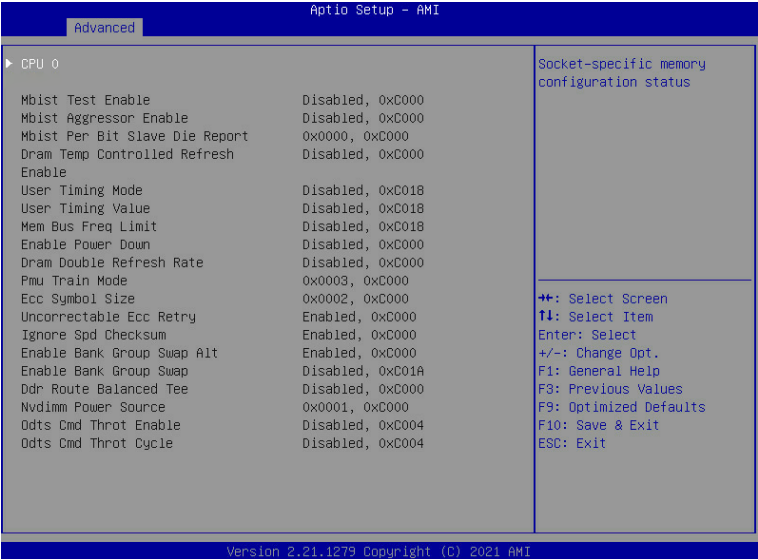 Aptio Setup – AMI
Advanced
▶ CPU 0
Mbist Test Enable Disabled, 0xC000
Mbist Aggressor Enable Disabled, 0xC000
Mbist Per Bit Slave Die Report 0x0000, 0xC000
Dram Temp Controlled Refresh Disabled, 0xC000
Enable
User Timing Mode Disabled, 0xC018
User Timing Value Disabled, 0xC018
Mem Bus Freq Limit Disabled, 0xC018
Enable Power Down Disabled, 0xC000
Dram Double Refresh Rate Disabled, 0xC000
Pmu Train Mode 0x0003, 0xC000
Ecc Symbol Size 0x0002, 0xC000
Uncorrectable Ecc Retry Enabled, 0xC000
Ignore Spd Checksum Enabled, 0xC000
Enable Bank Group Swap Alt Enabled, 0xC000
Enable Bank Group Swap Disabled, 0xC01A
Ddr Route Balanced Tee Disabled, 0xC000
Nvdimm Power Source 0x0001, 0xC000
Odts Cmd Throt Enable Disabled, 0xC004
Odts Cmd Throt Cycle Disabled, 0xC004
Socket-specific memory
configuration status
→←: Select Screen
↑↓: Select Item
Enter: Select
+/-: Change Opt.
F1: General Help
F3: Previous Values
F9: Optimized Defaults
F10: Save & Exit
ESC: Exit
Version 2.21.1279 Copyright (C) 2021 AMI